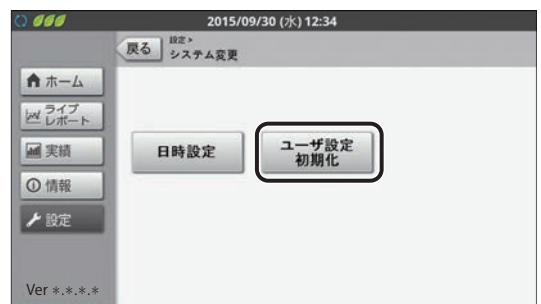 2015/09/30 (水) 12:34
戻る
設定>
システム変更
ホーム
ライブ
レポート
実績
情報
設定
日時設定
ユーザ設定
初期化
Ver *.*.*.*